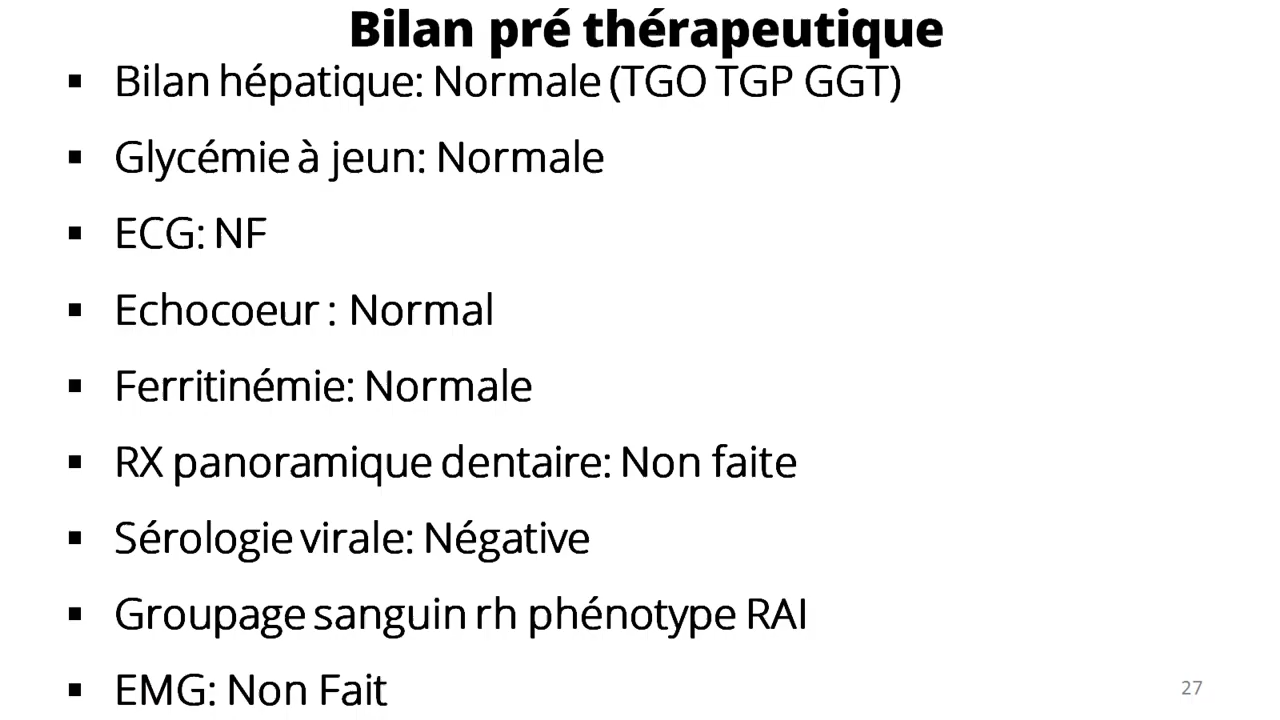 Bilan pré thérapeutique
▪ Bilan hépatique: Normale (TGO TGP GGT)
▪ Glycémie à jeun: Normale
▪ ECG: NF
▪ Echocoeur : Normal
▪ Ferritinémie: Normale
▪ RX panoramique dentaire: Non faite
▪ Sérologie virale: Négative
▪ Groupage sanguin rh phénotype RAI
▪ EMG: Non Fait
27